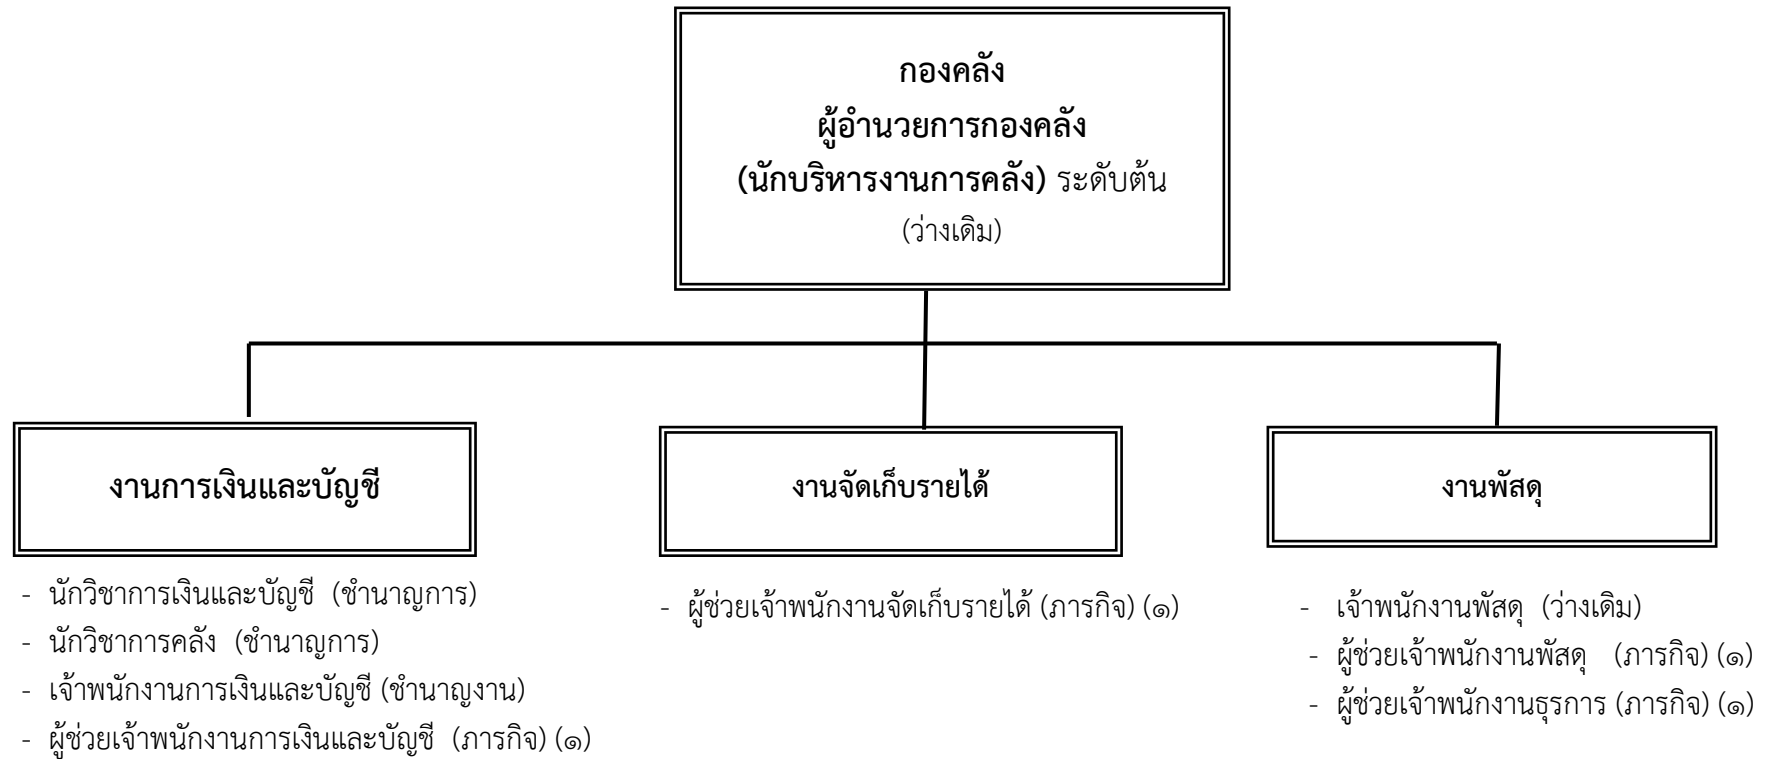 กองคลัง
ผู้อำนวยการกองคลัง
(นักบริหารงานการคลัง) ระดับต้น
(ว่างเดิม)
งานการเงินและบัญชี
- นักวิชาการเงินและบัญชี (ชำนาญการ)
- นักวิชาการคลัง (ชำนาญการ)
- เจ้าพนักงานการเงินและบัญชี (ชำนาญงาน)
- ผู้ช่วยเจ้าพนักงานการเงินและบัญชี (ภารกิจ) (๑)
งานจัดเก็บรายได้
- ผู้ช่วยเจ้าพนักงานจัดเก็บรายได้ (ภารกิจ) (๑)
งานพัสดุ
- เจ้าพนักงานพัสดุ (ว่างเดิม)
- ผู้ช่วยเจ้าพนักงานพัสดุ (ภารกิจ) (๑)
- ผู้ช่วยเจ้าพนักงานธุรการ (ภารกิจ) (๑)